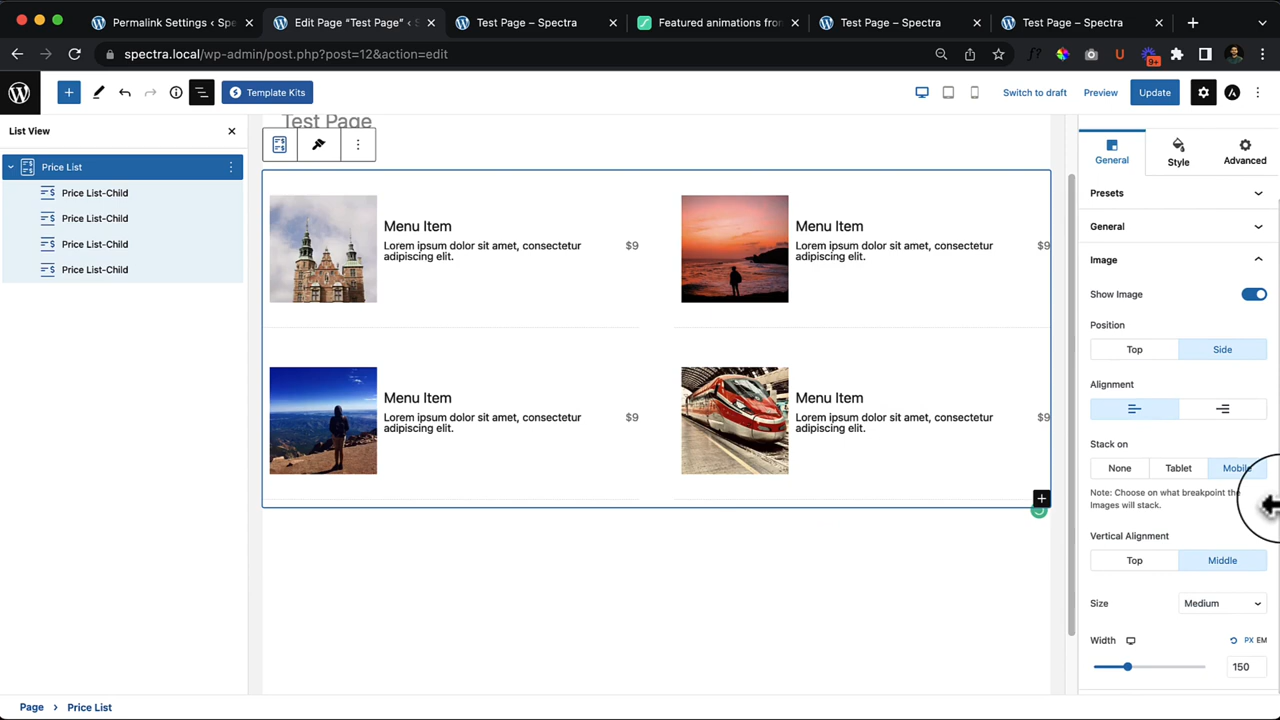 Permalink Settings ‹ Spe
Edit Page “Test Page” ‹ S
Test Page – Spectra
Featured animations from
Test Page – Spectra
Test Page – Spectra
spectra.local/wp-admin/post.php?post=12&action=edit
9+
Template Kits
Switch to draft
Preview
Update
List View
Price List
Price List-Child
Price List-Child
Price List-Child
Price List-Child
Test Page
Menu Item
Lorem ipsum dolor sit amet, consectetur
adipiscing elit.
$9
Menu Item
Lorem ipsum dolor sit amet, consectetur
adipiscing elit.
$9
Menu Item
Lorem ipsum dolor sit amet, consectetur
adipiscing elit.
$9
Menu Item
Lorem ipsum dolor sit amet, consectetur
adipiscing elit.
$9
General
Style
Advanced
Presets
General
Image
Show Image
Position
Top
Side
Alignment
Stack on
None
Tablet
Mobile
Note: Choose on what breakpoint the
Images will stack.
Vertical Alignment
Top
Middle
Size
Medium
Width
PX EM
150
Page
Price List